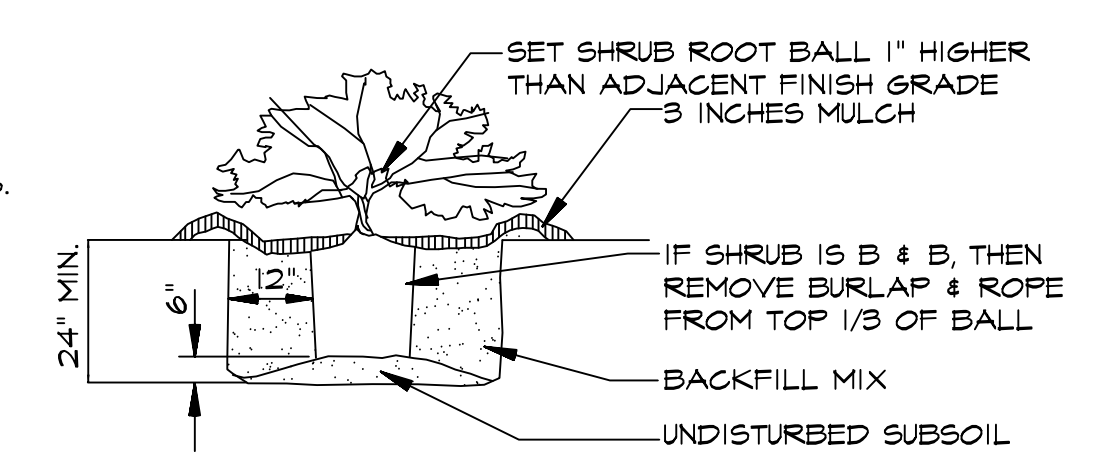 SET SHRUB ROOT BALL 1" HIGHER
THAN ADJACENT FINISH GRADE
3 INCHES MULCH
IF SHRUB IS B & B, THEN
REMOVE BURLAP & ROPE
FROM TOP 1/3 OF BALL
BACKFILL MIX
UNDISTURBED SUBSOIL
24" MIN.
6"
12"